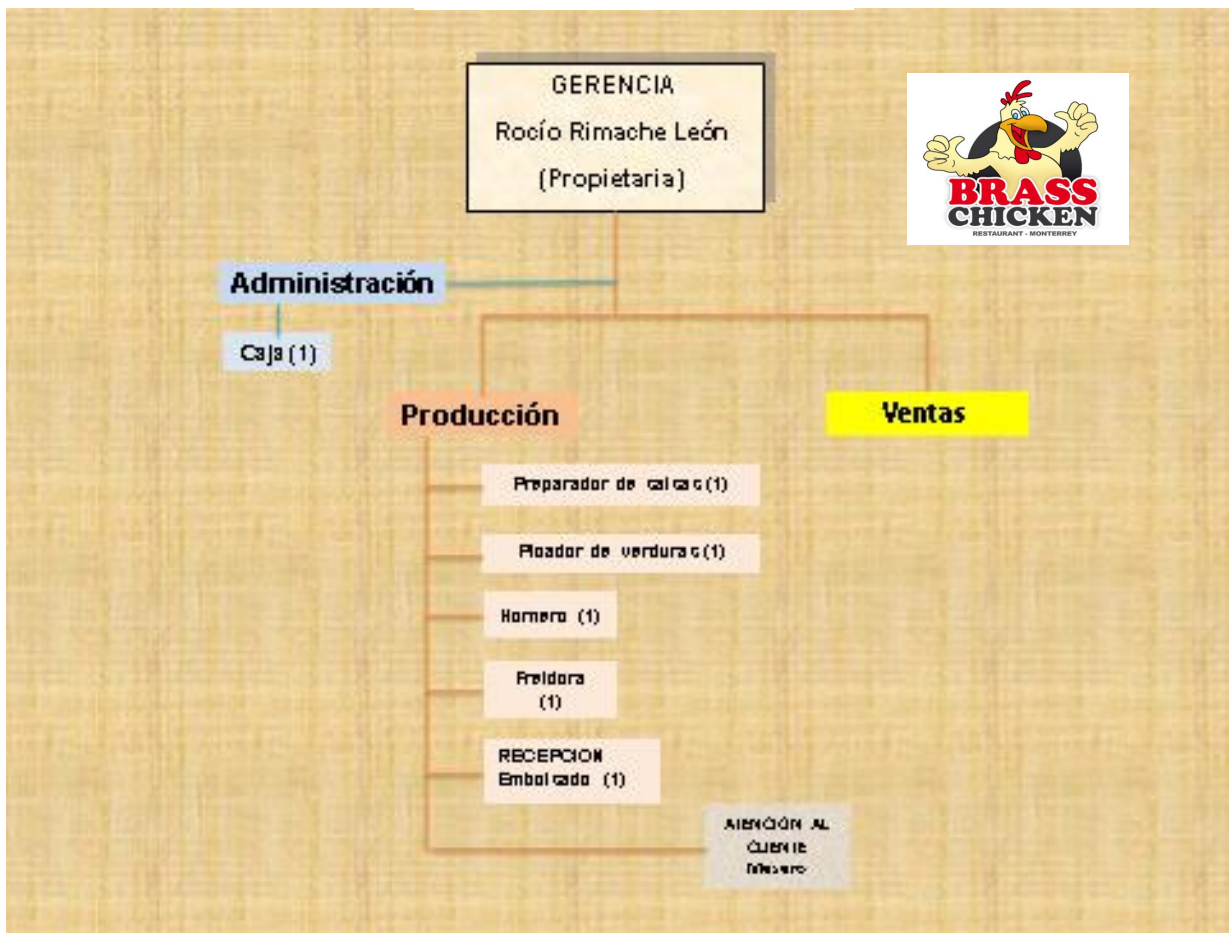 GERENCIA
Rocío Rimache León
(Propietaria)
BRASS
CHICKEN
RESTAURANT - MONTERREY
Administración
Caja (1)
Producción
Ventas
Preparador de salsas (1)
Picador de verduras (1)
Hornero (1)
Freidora
(1)
RECEPCION
Embolsado (1)
ATENCIÓN AL
CLIENTE
Mesero